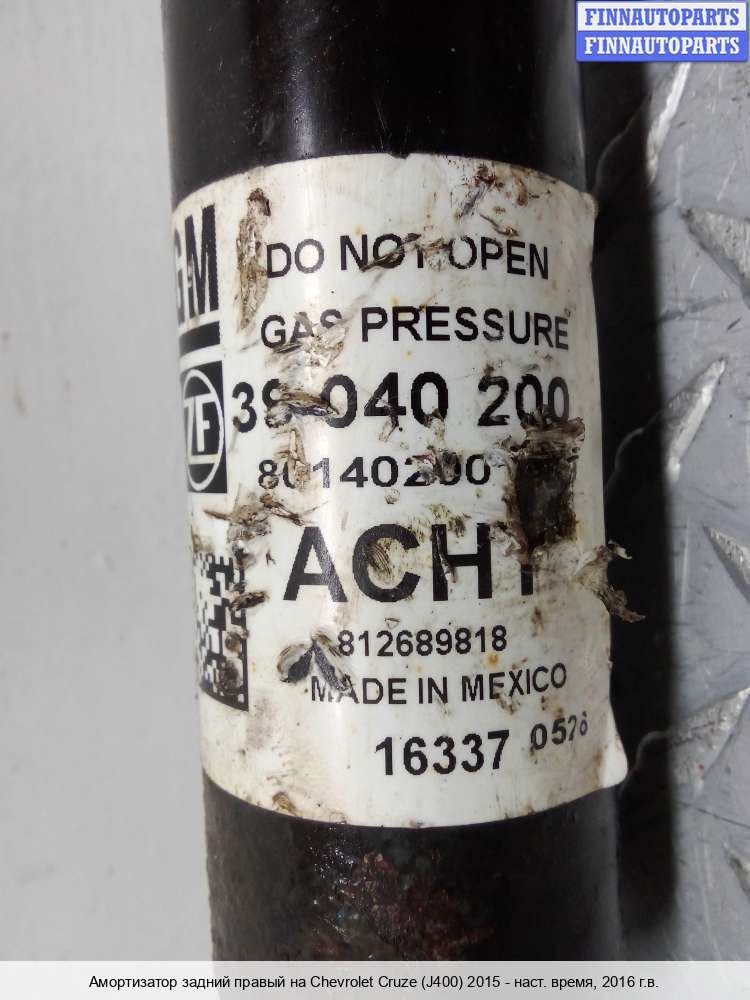 FINNAUTOPARTS
FINNAUTOPARTS
GM
DO NOT OPEN
GAS PRESSURE
ZF
040 200
812689818
MADE IN MEXICO
16337
Амортизатор задний правый на Chevrolet Cruze (J400) 2015 - наст. время, 2016 г.в.